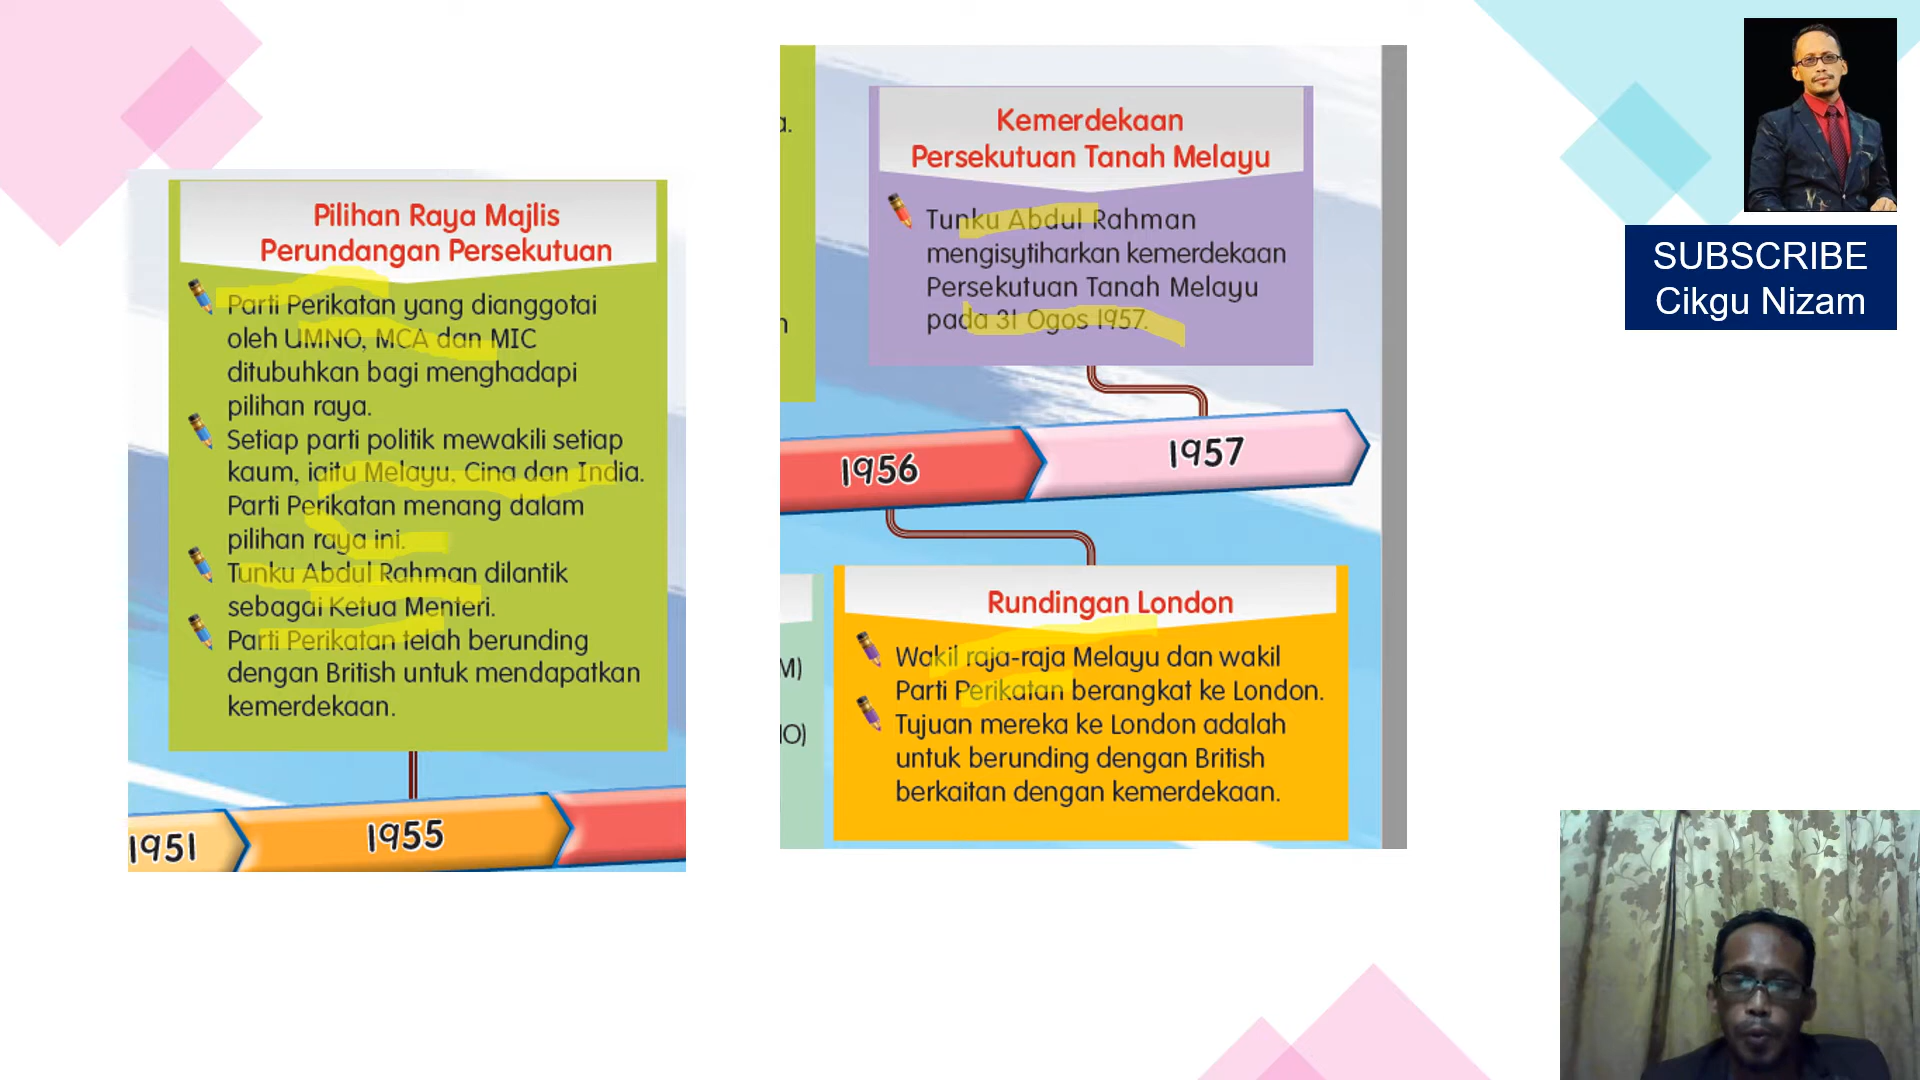 Pilihan Raya Majlis
Perundangan Persekutuan
Parti Perikatan yang dianggotai
oleh UMNO, MCA dan MIC
ditubuhkan bagi menghadapi
pilihan raya.
Setiap parti politik mewakili setiap
kaum, iaitu Melayu, Cina dan India.
Parti Perikatan menang dalam
pilihan raya ini.
Tunku Abdul Rahman dilantik
sebagai Ketua Menteri.
Parti Perikatan telah berunding
dengan British untuk mendapatkan
kemerdekaan.
1951
1955
a.
n
Kemerdekaan
Persekutuan Tanah Melayu
Tunku Abdul Rahman
mengisytiharkan kemerdekaan
Persekutuan Tanah Melayu
pada 31 Ogos 1957.
1956
1957
M)
IO)
Rundingan London
Wakil raja-raja Melayu dan wakil
Parti Perikatan berangkat ke London.
Tujuan mereka ke London adalah
untuk berunding dengan British
berkaitan dengan kemerdekaan.
SUBSCRIBE
Cikgu Nizam